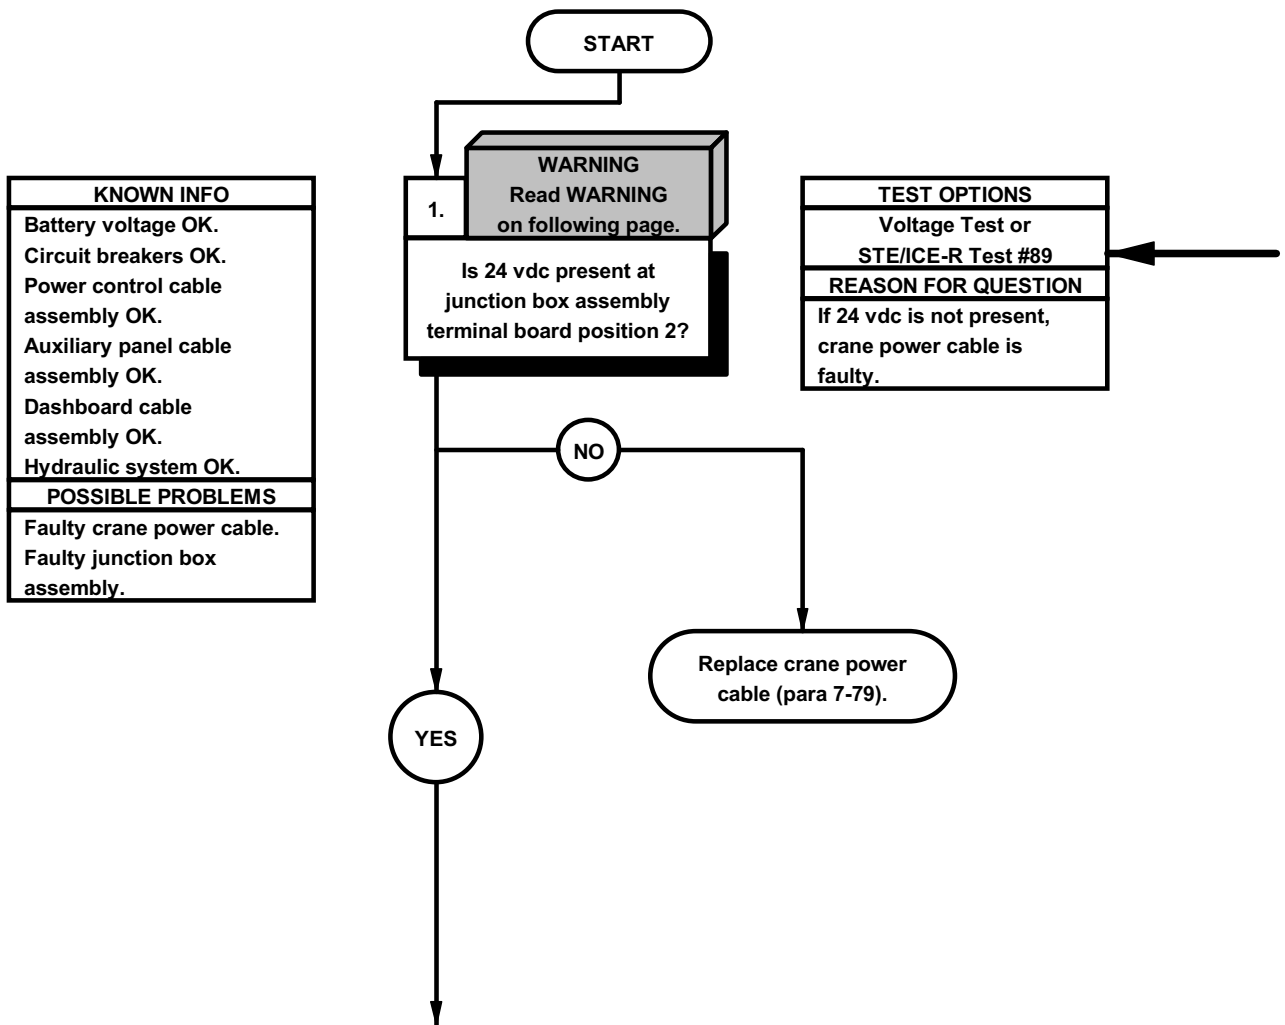 START
KNOWN INFO
Battery voltage OK.
Circuit breakers OK.
Power control cable
assembly OK.
Auxiliary panel cable
assembly OK.
Dashboard cable
assembly OK.
Hydraulic system OK.
POSSIBLE PROBLEMS
Faulty crane power cable.
Faulty junction box
assembly.
WARNING
Read WARNING
on following page.
1.
Is 24 vdc present at
junction box assembly
terminal board position 2?
TEST OPTIONS
Voltage Test or
STE/ICE-R Test #89
REASON FOR QUESTION
If 24 vdc is not present,
crane power cable is
faulty.
NO
Replace crane power
cable (para 7-79).
YES